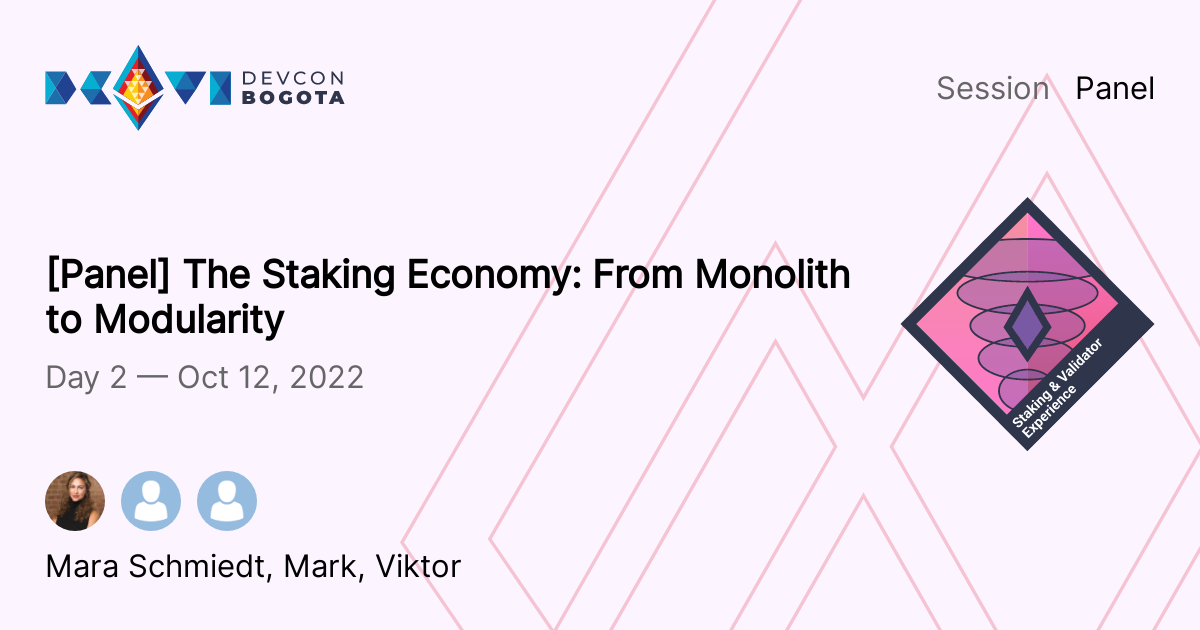 DEVCON
BOGOTA
Session Panel
[Panel] The Staking Economy: From Monolith
to Modularity
Day 2 — Oct 12, 2022
Staking & Validator
Experience
Mara Schmiedt, Mark, Viktor